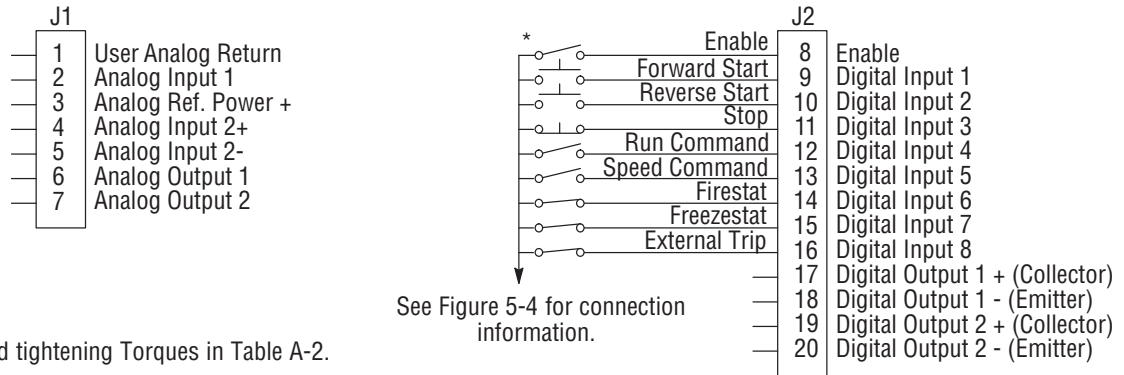 J1
1 User Analog Return
2 Analog Input 1
3 Analog Ref. Power +
4 Analog Input 2+
5 Analog Input 2-
6 Analog Output 1
7 Analog Output 2
J2
* Enable 8 Enable
Forward Start 9 Digital Input 1
Reverse Start 10 Digital Input 2
Stop 11 Digital Input 3
Run Command 12 Digital Input 4
Speed Command 13 Digital Input 5
Firestat 14 Digital Input 6
Freezestat 15 Digital Input 7
External Trip 16 Digital Input 8
17 Digital Output 1 + (Collector)
18 Digital Output 1 - (Emitter)
19 Digital Output 2 + (Collector)
20 Digital Output 2 - (Emitter)
See Figure 5-4 for connection
information.
d tightening Torques in Table A-2.